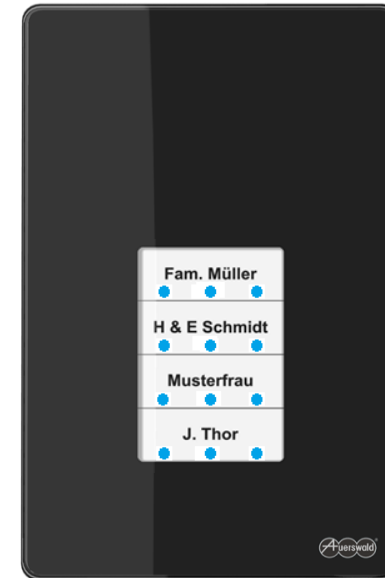 Fam. Müller
H & E Schmidt
Musterfrau
J. Thor
Auerswald